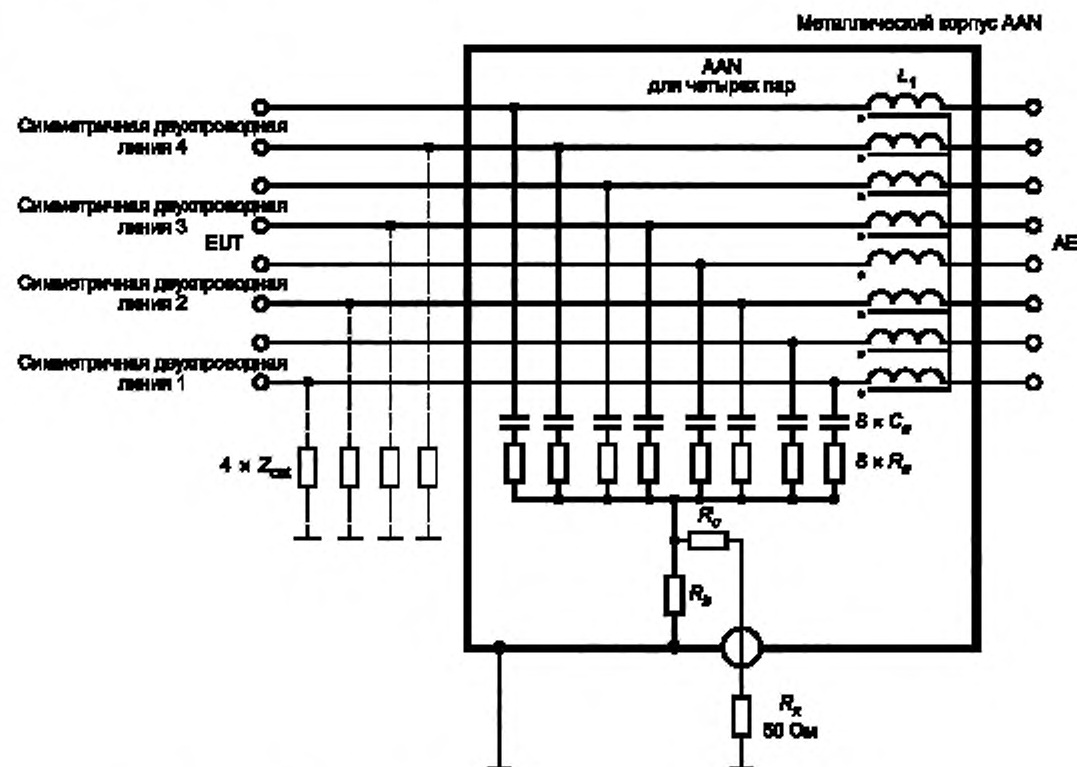 Металлический корпус AAN
AAN
для четырех пар
L1
Симметричная двухпроводная
линия 4
Симметричная двухпроводная
линия 3
EUT
AE
Симметричная двухпроводная
линия 2
Симметричная двухпроводная
линия 1
8 × Ca
4 × Zcat
8 × Ra
Rc
Rb
Rx
50 Ом